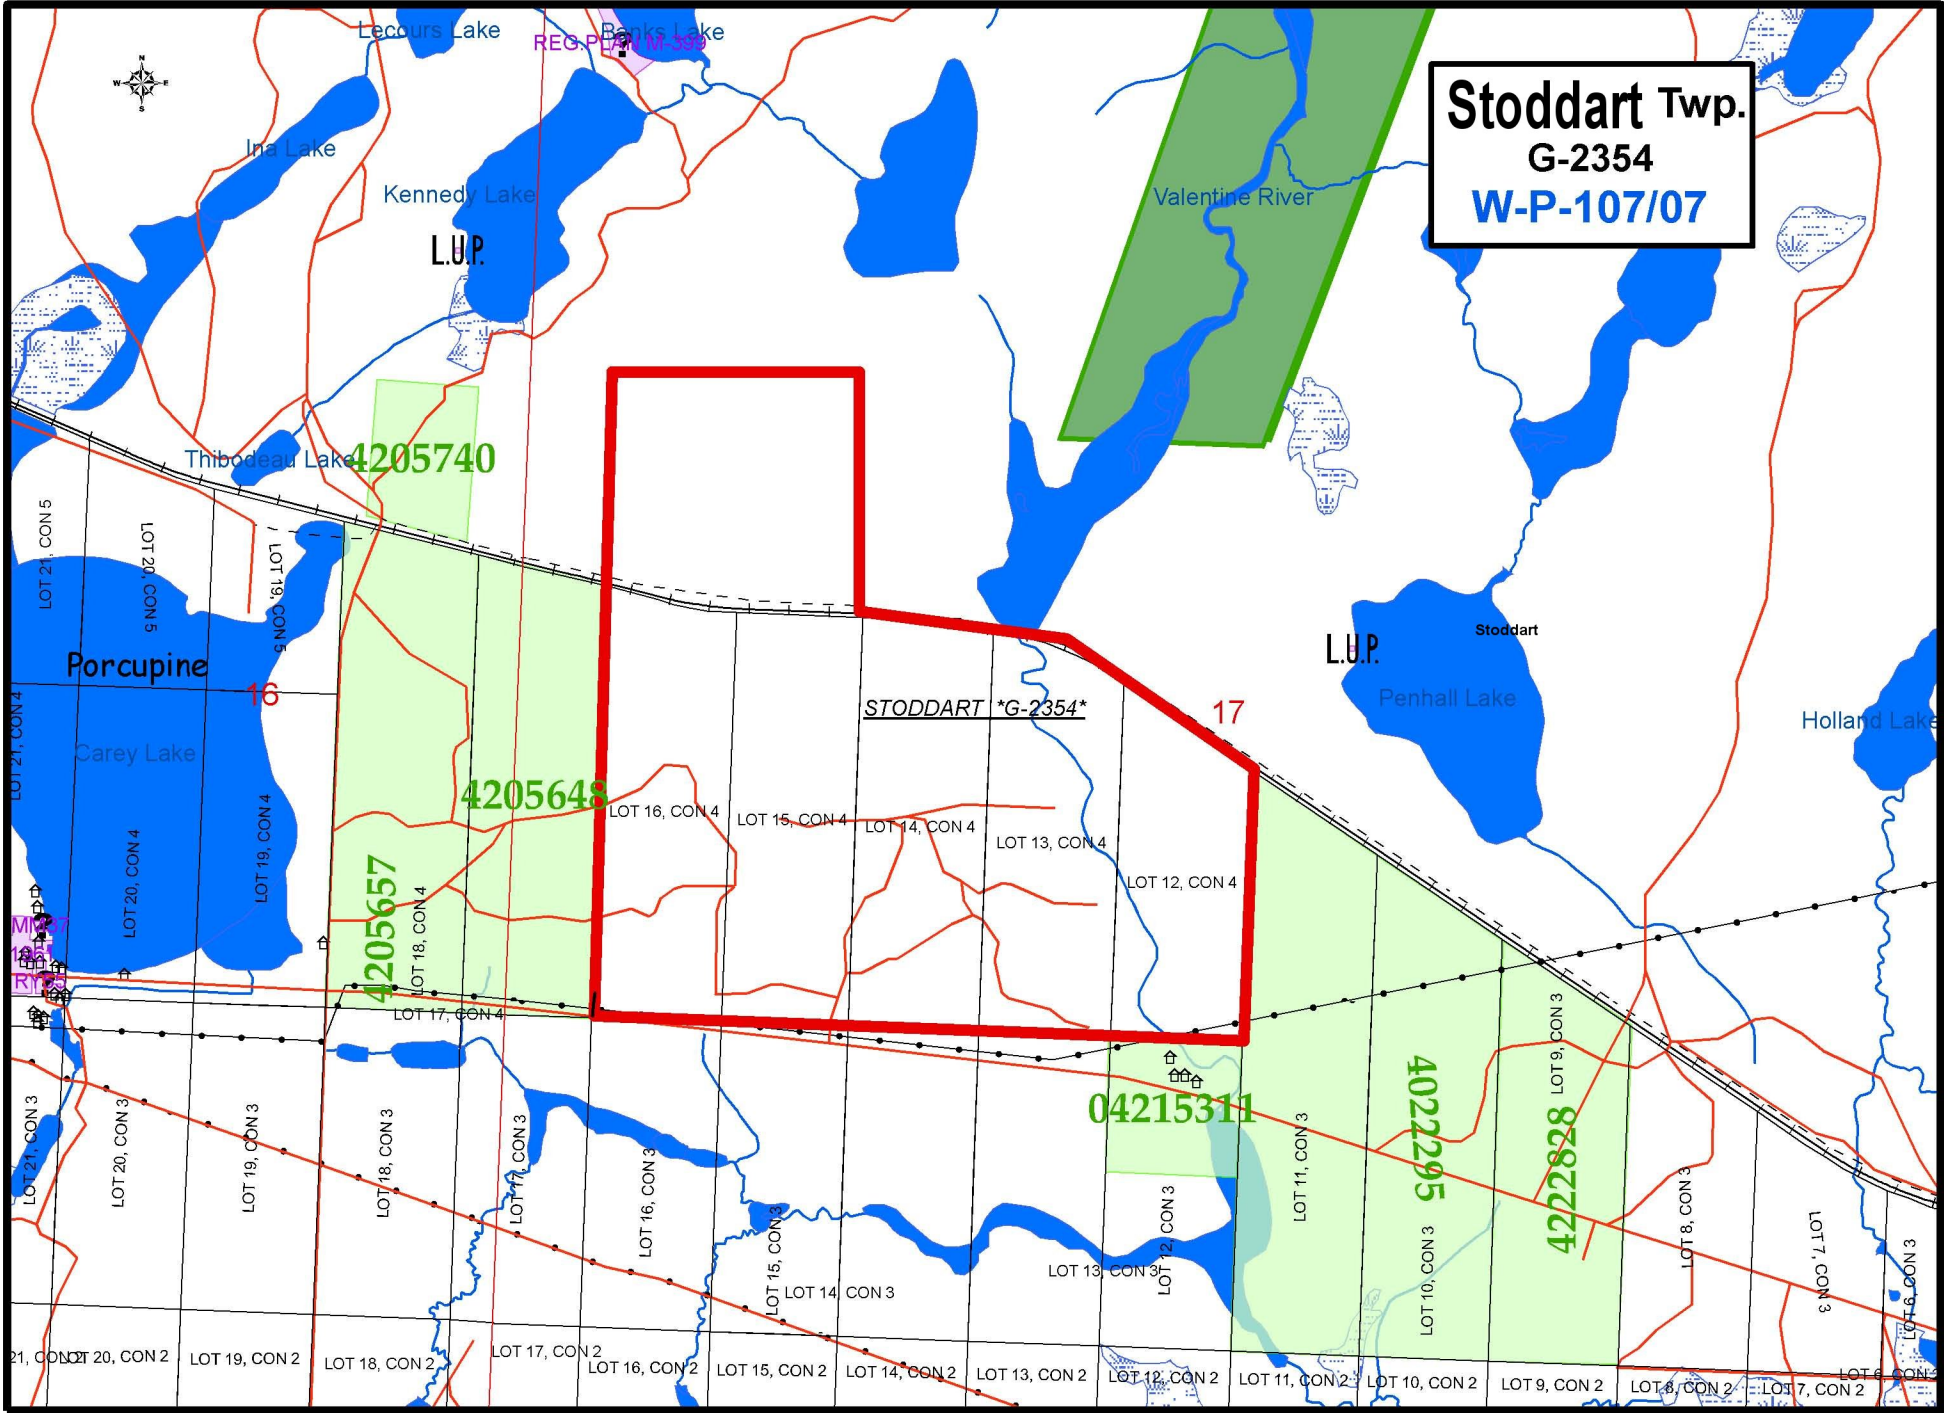 Lecours Lake
Banks Lake
REG.PLAN M-399
N
W
E
S
Stoddart Twp.
G-2354
W-P-107/07
Ina Lake
Kennedy Lake
Valentine River
L.U.P.
Thibodeau Lake
4205740
LOT 21, CON 5
LOT 20, CON 5
LOT 19, CON 5
Porcupine
16
Carey Lake
STODDART *G-2354*
17
L.U.P.
Stoddart
Penhall Lake
Holland Lake
LOT 21, CON 4
LOT 20, CON 4
LOT 19, CON 4
4205657
LOT 18, CON 4
4205648
LOT 16, CON 4
LOT 15, CON 4
LOT 14, CON 4
LOT 13, CON 4
LOT 12, CON 4
LOT 17, CON 4
04215311
4022295
4222828
LOT 21, CON 3
LOT 20, CON 3
LOT 19, CON 3
LOT 18, CON 3
LOT 17, CON 3
LOT 16, CON 3
LOT 15, CON 3
LOT 14, CON 3
LOT 13, CON 3
LOT 12, CON 3
LOT 11, CON 3
LOT 10, CON 3
LOT 9, CON 3
LOT 8, CON 3
LOT 7, CON 3
21, CON 2
LOT 20, CON 2
LOT 19, CON 2
LOT 18, CON 2
LOT 17, CON 2
LOT 16, CON 2
LOT 15, CON 2
LOT 14, CON 2
LOT 13, CON 2
LOT 12, CON 2
LOT 11, CON 2
LOT 10, CON 2
LOT 9, CON 2
LOT 8, CON 2
LOT 7, CON 2